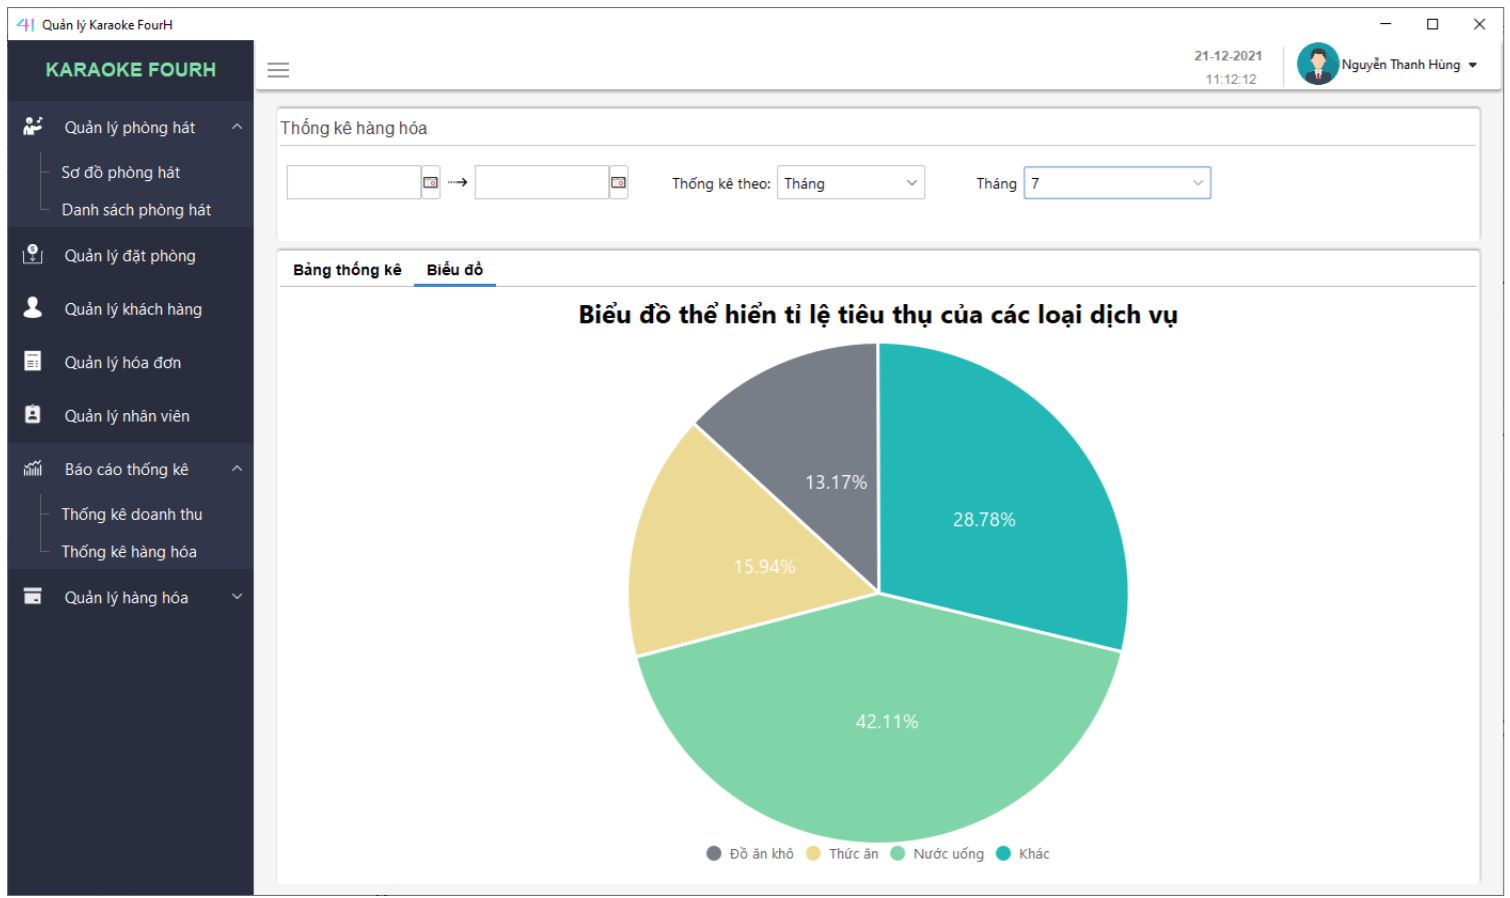 Quản lý Karaoke FourH
KARAOKE FOURH
21-12-2021
11:12:12
Nguyễn Thanh Hùng
Quản lý phòng hát
Sơ đồ phòng hát
Danh sách phòng hát
Quản lý đặt phòng
Quản lý khách hàng
Quản lý hóa đơn
Quản lý nhân viên
Báo cáo thống kê
Thống kê doanh thu
Thống kê hàng hóa
Quản lý hàng hóa
Thống kê hàng hóa
Thống kê theo: Tháng Tháng 7
Bảng thống kê Biểu đồ
Biểu đồ thể hiển tỉ lệ tiêu thụ của các loại dịch vụ
13.17%
28.78%
15.94%
42.11%
Đồ ăn khô Thức ăn Nước uống Khác